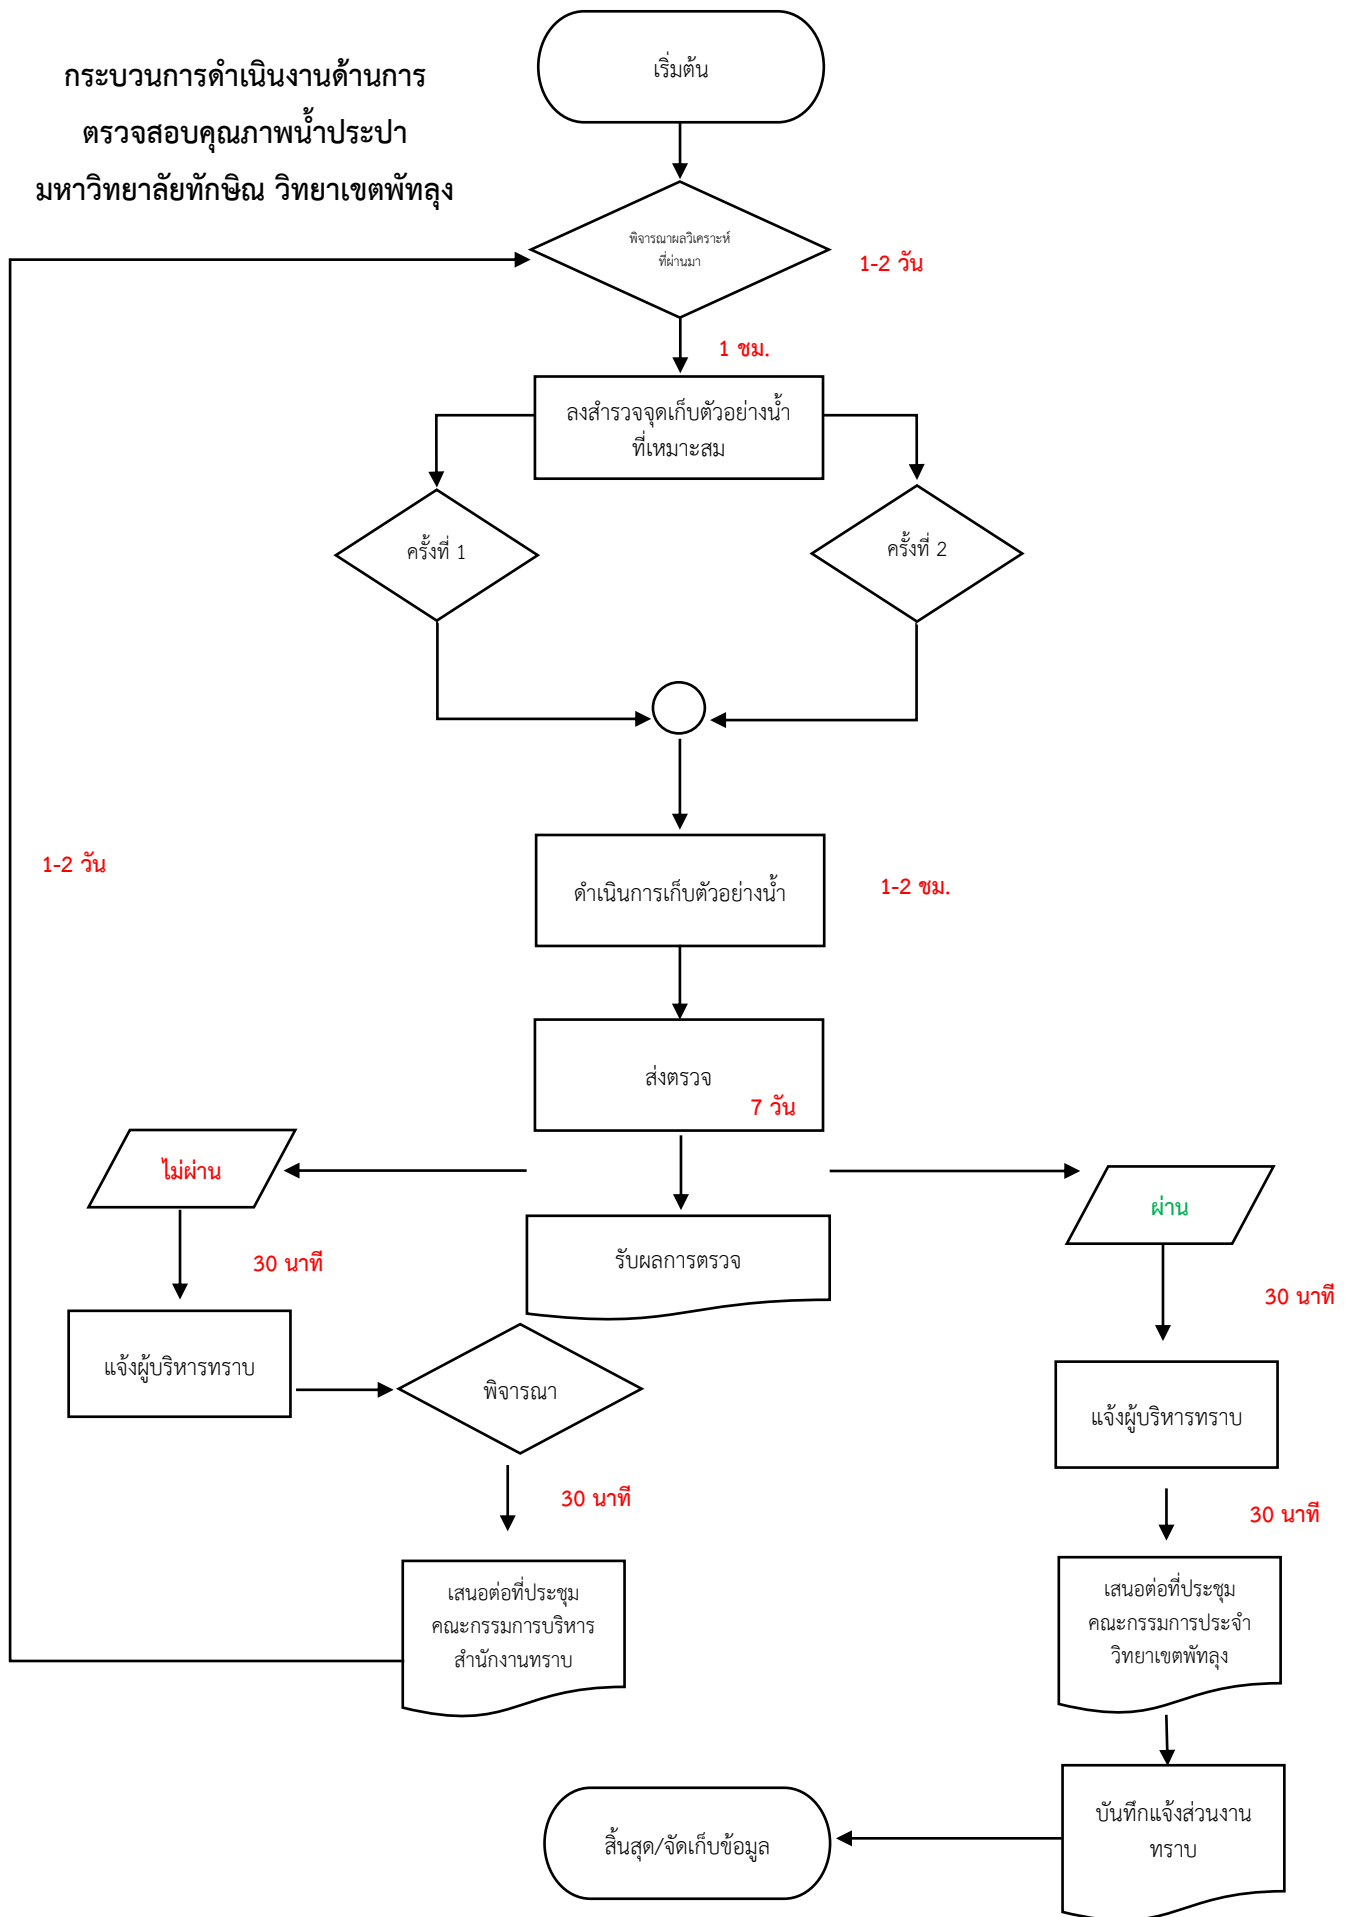 เริ่มต้น
กระบวนการดำเนินงานด้านการ
ตรวจสอบคุณภาพน้ำประปา
มหาวิทยาลัยทักษิณ วิทยาเขตพัทลุง
พิจารณาผลวิเคราะห์
ที่ผ่านมา
1-2 วัน
1 ชม.
ลงสำรวจจุดเก็บตัวอย่างน้ำ
ที่เหมาะสม
ครั้งที่ 1
ครั้งที่ 2
1-2 วัน
ดำเนินการเก็บตัวอย่างน้ำ
1-2 ชม.
ส่งตรวจ
7 วัน
ไม่ผ่าน
ผ่าน
30 นาที
รับผลการตรวจ
30 นาที
แจ้งผู้บริหารทราบ
พิจารณา
แจ้งผู้บริหารทราบ
30 นาที
30 นาที
เสนอต่อที่ประชุม
คณะกรรมการบริหาร
สำนักงานทราบ
เสนอต่อที่ประชุม
คณะกรรมการประจำ
วิทยาเขตพัทลุง
บันทึกแจ้งส่วนงาน
ทราบ
สิ้นสุด/จัดเก็บข้อมูล